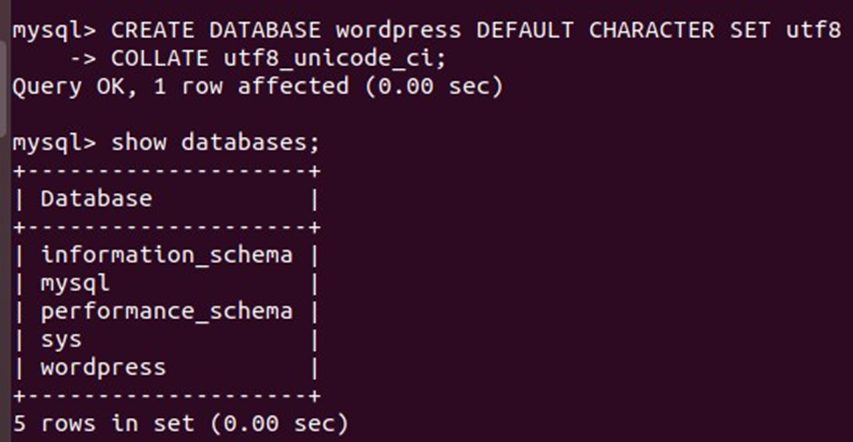 mysql> CREATE DATABASE wordpress DEFAULT CHARACTER SET utf8
    -> COLLATE utf8_unicode_ci;
Query OK, 1 row affected (0.00 sec)

mysql> show databases;
+--------------------+
| Database           |
+--------------------+
| information_schema |
| mysql              |
| performance_schema |
| sys                |
| wordpress          |
+--------------------+
5 rows in set (0.00 sec)